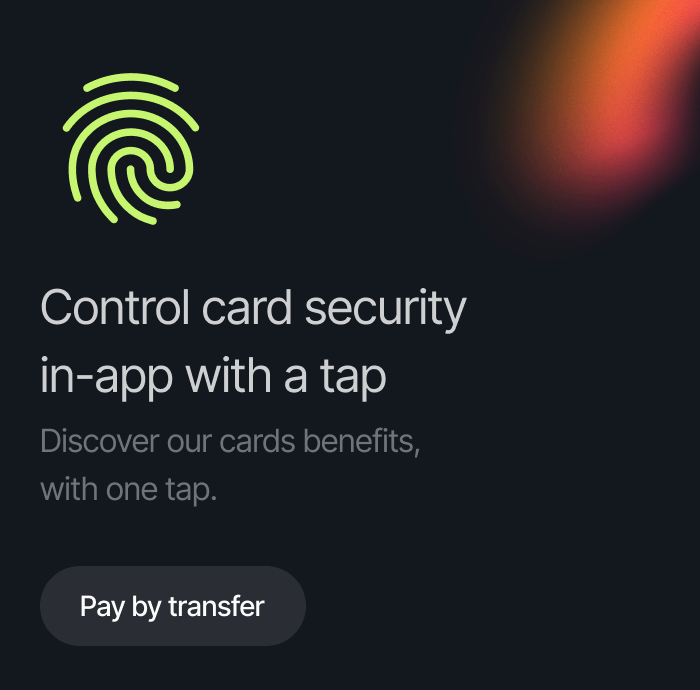 Control card security
in-app with a tap
Discover our cards benefits,
with one tap.
Pay by transfer